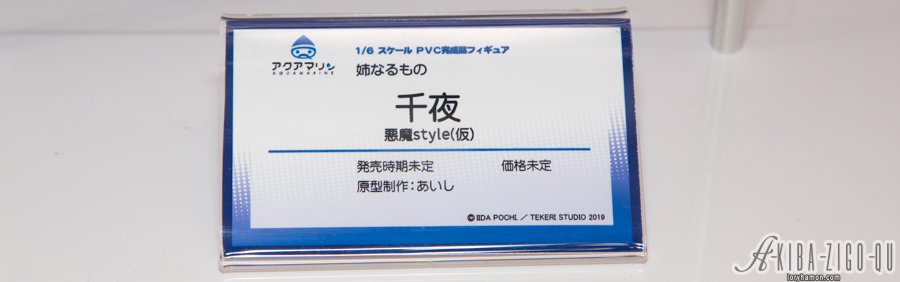 アクアマリン
AQUAMARINE
1/6 スケール PVC完成品フィギュア
姉なるもの
千夜
悪魔style(仮)
発売時期未定 価格未定
原型制作：あいし
©IIDA POCHI ／ TEKERI STUDIO 2019
AKIBA-ZIGO-QU
loryhamon.com